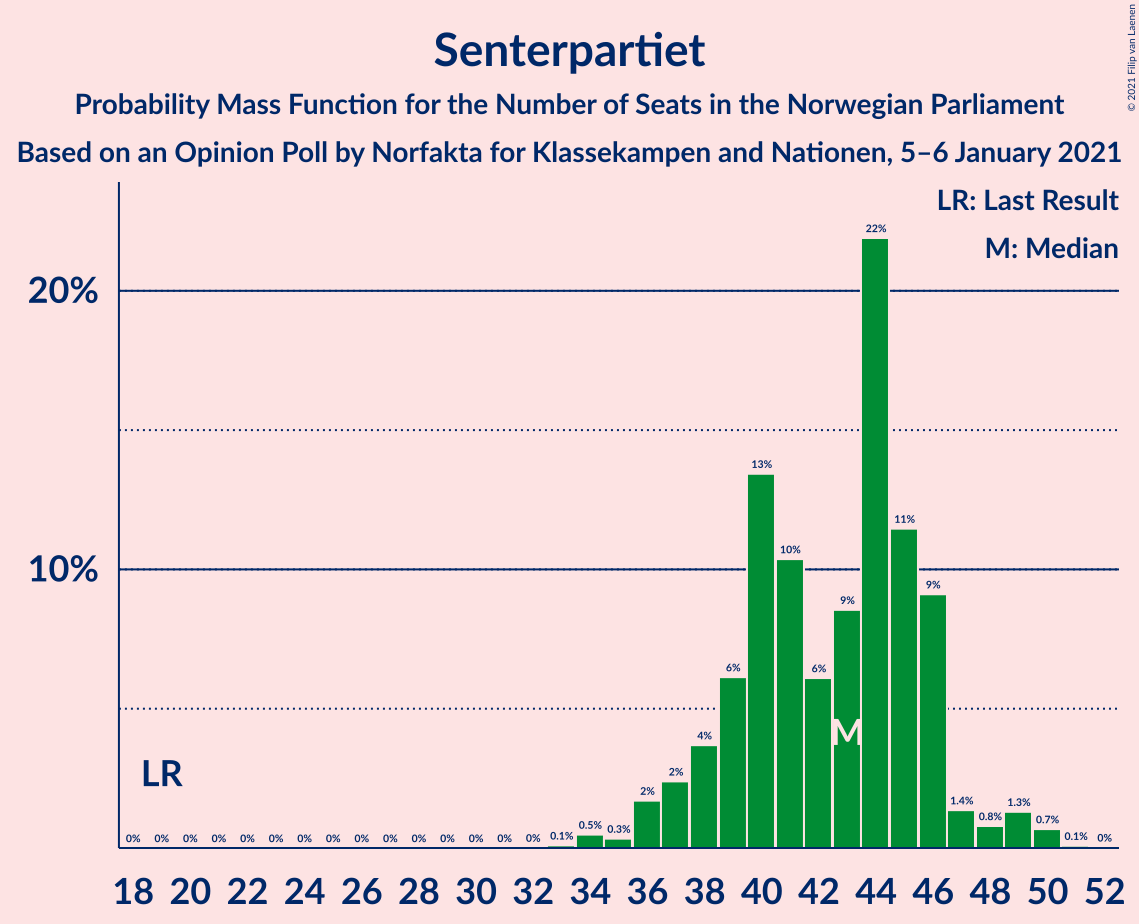 Senterpartiet
Probability Mass Function for the Number of Seats in the Norwegian Parliament
Based on an Opinion Poll by Norfakta for Klassekampen and Nationen, 5–6 January 2021
© 2021 Filip van Laenen
LR: Last Result
M: Median
20%
10%
LR
M
0% 0% 0% 0% 0% 0% 0% 0% 0% 0% 0% 0% 0% 0% 0% 0.1% 0.5% 0.3% 2% 2% 4% 6% 13% 10% 6% 9% 22% 11% 9% 1.4% 0.8% 1.3% 0.7% 0.1% 0%
18 20 22 24 26 28 30 32 34 36 38 40 42 44 46 48 50 52